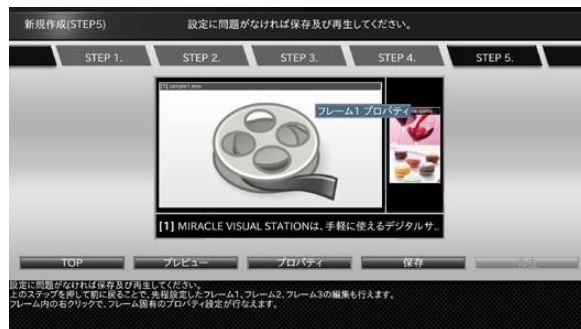 新規作成(STEP5)
設定に問題がなければ保存及び再生してください。
STEP 1.
STEP 2.
STEP 3.
STEP 4.
STEP 5.
[1] sample1.mov
フレーム1 プロパティ
[1] MIRACLE VISUAL STATIONは、手軽に使えるデジタルサ..
TOP
プレビュー
プロパティ
保存
設定に問題がなければ保存及び再生してください。
上のステップを押して前に戻ることで、先程設定したフレーム1、フレーム2、フレーム3の編集も行えます。
フレーム内の右クリックで、フレーム固有のプロパティ設定が行なえます。